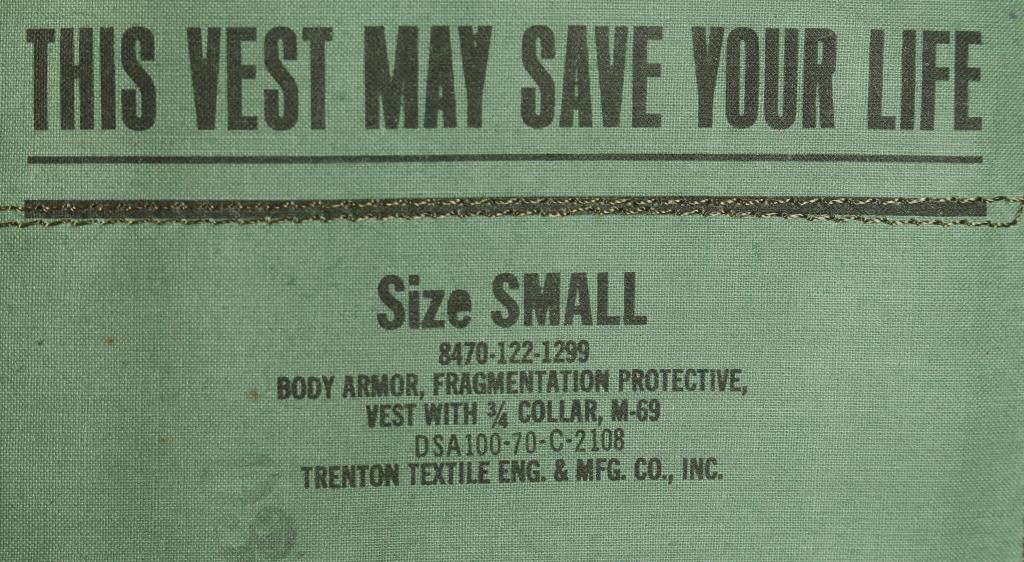 THIS VEST MAY SAVE YOUR LIFE
Size SMALL
8470-122-1299
BODY ARMOR, FRAGMENTATION PROTECTIVE,
VEST WITH ¾ COLLAR, M-69
DSA100-70-C-2108
TRENTON TEXTILE ENG. & MFG. CO., INC.